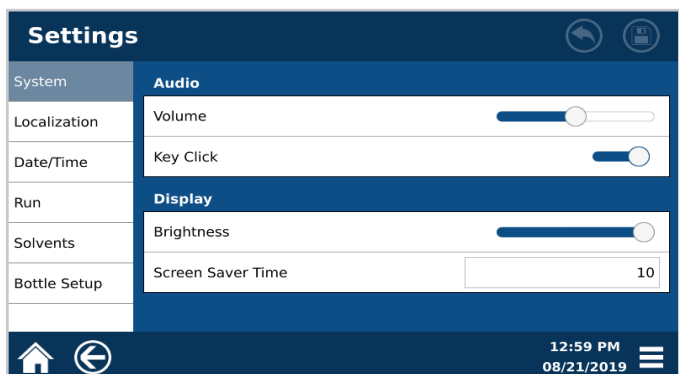 Settings
System
Localization
Date/Time
Run
Solvents
Bottle Setup
Audio
Volume
Key Click
Display
Brightness
Screen Saver Time 10
12:59 PM
08/21/2019